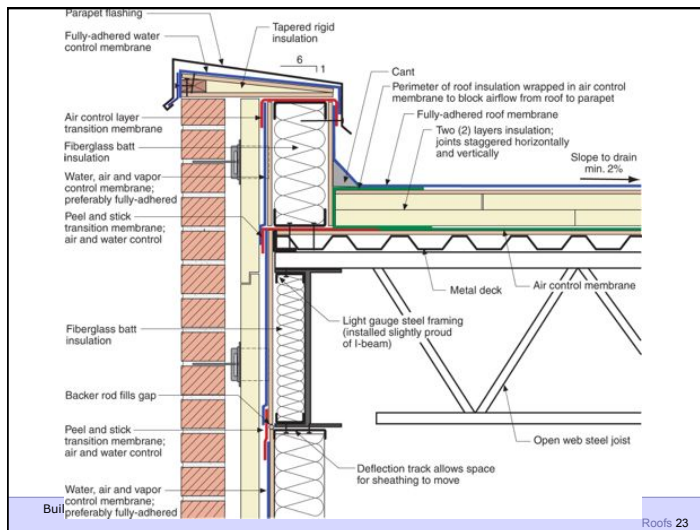 Parapet flashing
Fully-adhered water
control membrane
Tapered rigid
insulation
6
1
Cant
Perimeter of roof insulation wrapped in air control
membrane to block airflow from roof to parapet
Fully-adhered roof membrane
Two (2) layers insulation;
joints staggered horizontally
and vertically
Slope to drain
min. 2%
Air control layer
transition membrane
Fiberglass batt
insulation
Water, air and vapor
control membrane;
preferably fully-adhered
Peel and stick
transition membrane;
air and water control
Metal deck
Air control membrane
Fiberglass batt
insulation
Light gauge steel framing
(installed slightly proud
of I-beam)
Backer rod fills gap
Peel and stick
transition membrane;
air and water control
Open web steel joist
Deflection track allows space
for sheathing to move
Water, air and vapor
control membrane;
preferably fully-adhered
Buil
Roofs 23